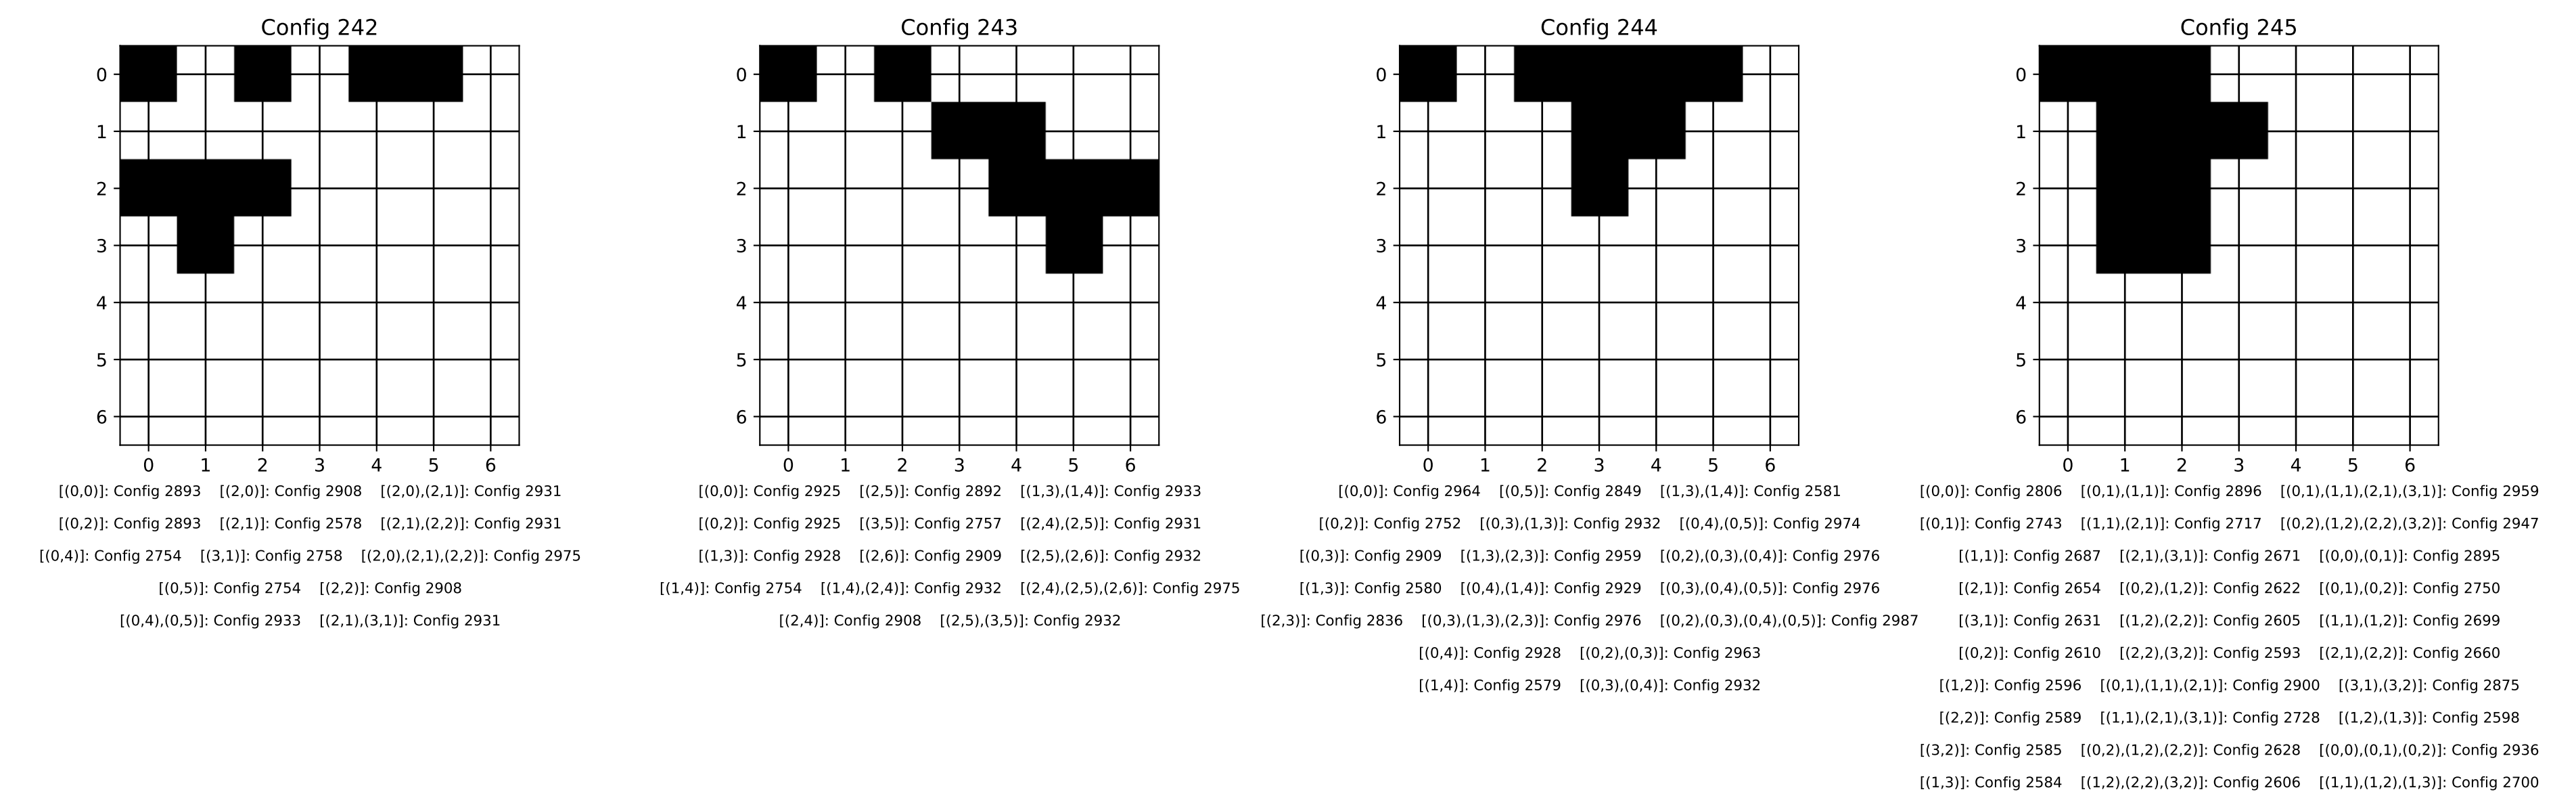 Config 242
0
1
2
3
4
5
6
0 1 2 3 4 5 6
[(0,0)]: Config 2893 [(2,0)]: Config 2908 [(2,0),(2,1)]: Config 2931
[(0,2)]: Config 2893 [(2,1)]: Config 2578 [(2,1),(2,2)]: Config 2931
[(0,4)]: Config 2754 [(3,1)]: Config 2758 [(2,0),(2,1),(2,2)]: Config 2975
[(0,5)]: Config 2754 [(2,2)]: Config 2908
[(0,4),(0,5)]: Config 2933 [(2,1),(3,1)]: Config 2931
Config 243
0
1
2
3
4
5
6
0 1 2 3 4 5 6
[(0,0)]: Config 2925 [(2,5)]: Config 2892 [(1,3),(1,4)]: Config 2933
[(0,2)]: Config 2925 [(3,5)]: Config 2757 [(2,4),(2,5)]: Config 2931
[(1,3)]: Config 2928 [(2,6)]: Config 2909 [(2,5),(2,6)]: Config 2932
[(1,4)]: Config 2754 [(1,4),(2,4)]: Config 2932 [(2,4),(2,5),(2,6)]: Config 2975
[(2,4)]: Config 2908 [(2,5),(3,5)]: Config 2932
Config 244
0
1
2
3
4
5
6
0 1 2 3 4 5 6
[(0,0)]: Config 2964 [(0,5)]: Config 2849 [(1,3),(1,4)]: Config 2581
[(0,2)]: Config 2752 [(0,3),(1,3)]: Config 2932 [(0,4),(0,5)]: Config 2974
[(0,3)]: Config 2909 [(1,3),(2,3)]: Config 2959 [(0,2),(0,3),(0,4)]: Config 2976
[(1,3)]: Config 2580 [(0,4),(1,4)]: Config 2929 [(0,3),(0,4),(0,5)]: Config 2976
[(2,3)]: Config 2836 [(0,3),(1,3),(2,3)]: Config 2976 [(0,2),(0,3),(0,4),(0,5)]: Config 2987
[(0,4)]: Config 2928 [(0,2),(0,3)]: Config 2963
[(1,4)]: Config 2579 [(0,3),(0,4)]: Config 2932
Config 245
0
1
2
3
4
5
6
0 1 2 3 4 5 6
[(0,0)]: Config 2806 [(0,1),(1,1)]: Config 2896 [(0,1),(1,1),(2,1),(3,1)]: Config 2959
[(0,1)]: Config 2743 [(1,1),(2,1)]: Config 2717 [(0,2),(1,2),(2,2),(3,2)]: Config 2947
[(1,1)]: Config 2687 [(2,1),(3,1)]: Config 2671 [(0,0),(0,1)]: Config 2895
[(2,1)]: Config 2654 [(0,2),(1,2)]: Config 2622 [(0,1),(0,2)]: Config 2750
[(3,1)]: Config 2631 [(1,2),(2,2)]: Config 2605 [(1,1),(1,2)]: Config 2699
[(0,2)]: Config 2610 [(2,2),(3,2)]: Config 2593 [(2,1),(2,2)]: Config 2660
[(1,2)]: Config 2596 [(0,1),(1,1),(2,1)]: Config 2900 [(3,1),(3,2)]: Config 2875
[(2,2)]: Config 2589 [(1,1),(2,1),(3,1)]: Config 2728 [(1,2),(1,3)]: Config 2598
[(3,2)]: Config 2585 [(0,2),(1,2),(2,2)]: Config 2628 [(0,0),(0,1),(0,2)]: Config 2936
[(1,3)]: Config 2584 [(1,2),(2,2),(3,2)]: Config 2606 [(1,1),(1,2),(1,3)]: Config 2700